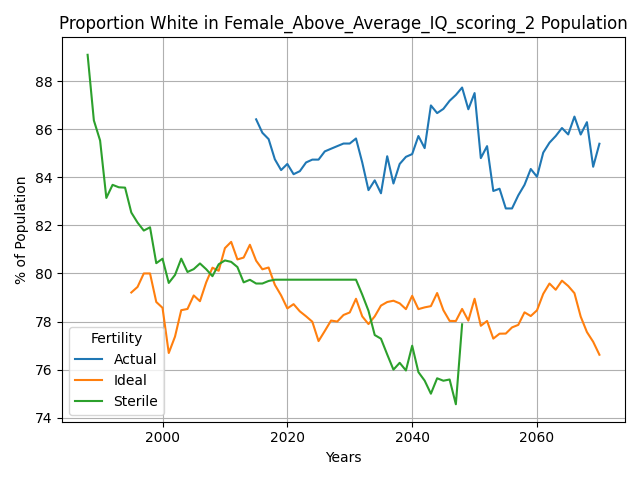 Proportion White in Female_Above_Average_IQ_scoring_2 Population
% of Population
88
86
84
82
80
78
76
74
Fertility
Actual
Ideal
Sterile
2000
2020
2040
2060
Years